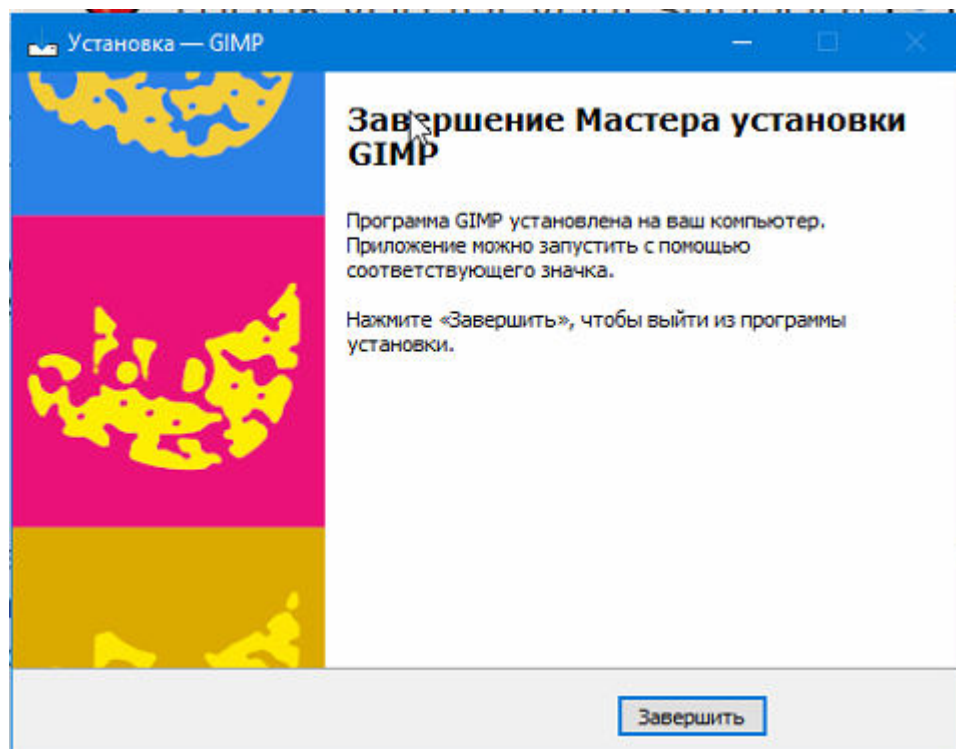 Установка — GIMP
Завершение Мастера установки
GIMP
Программа GIMP установлена на ваш компьютер.
Приложение можно запустить с помощью
соответствующего значка.
Нажмите «Завершить», чтобы выйти из программы
установки.
Завершить